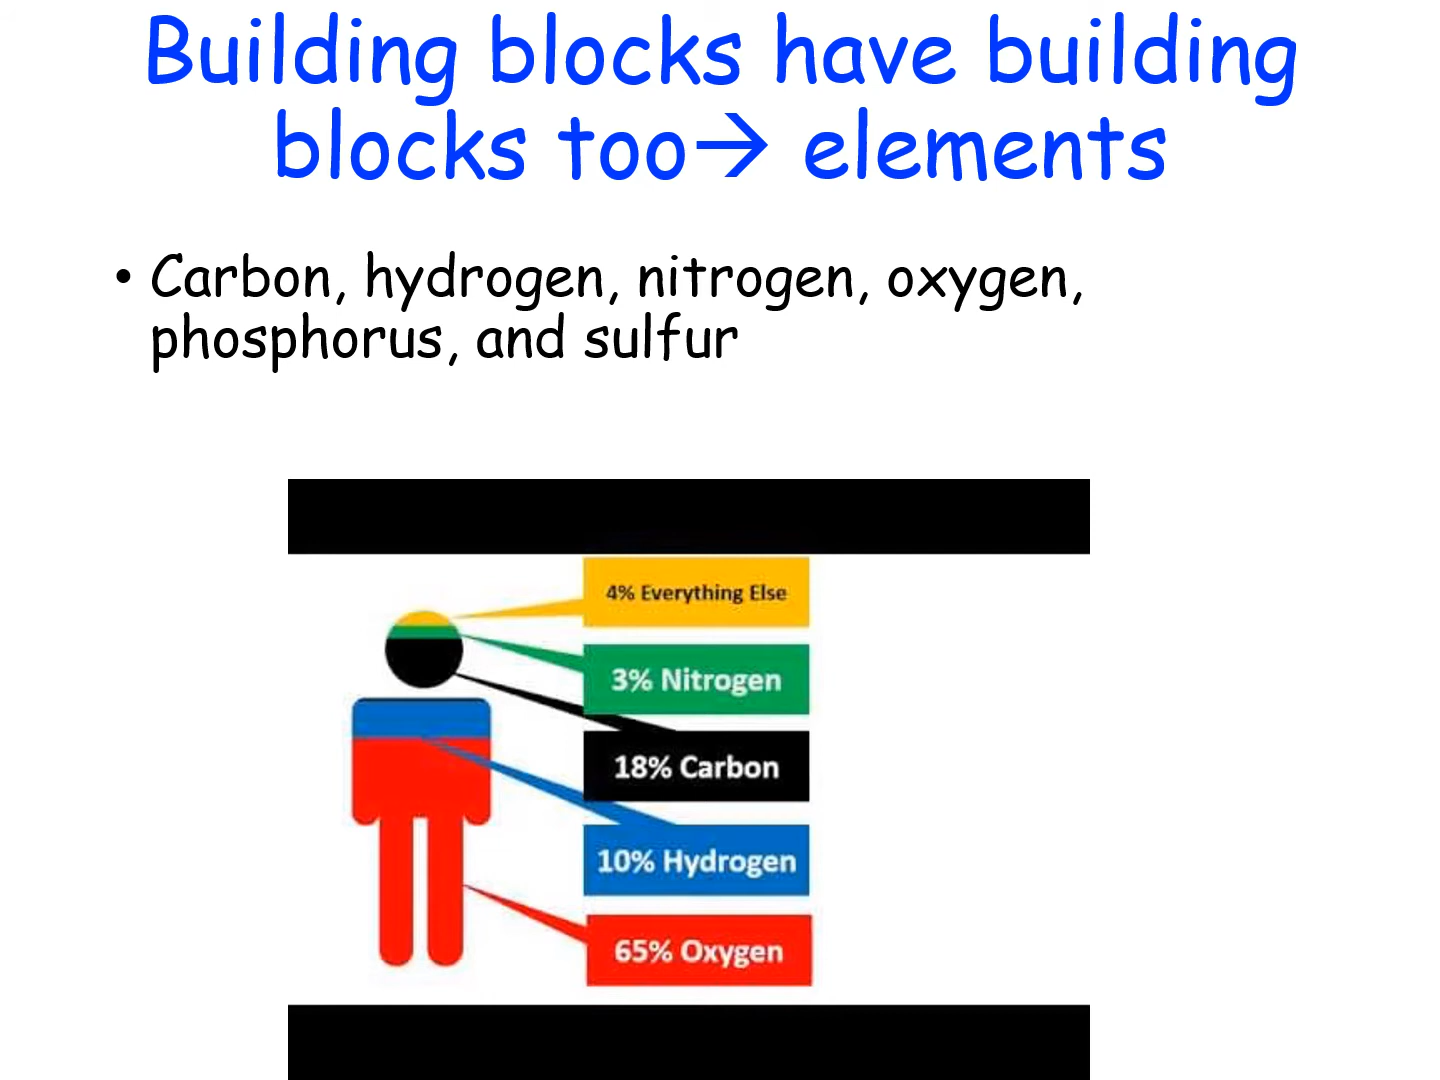 Building blocks have building
blocks too→ elements
• Carbon, hydrogen, nitrogen, oxygen,
phosphorus, and sulfur
4% Everything Else
3% Nitrogen
18% Carbon
10% Hydrogen
65% Oxygen